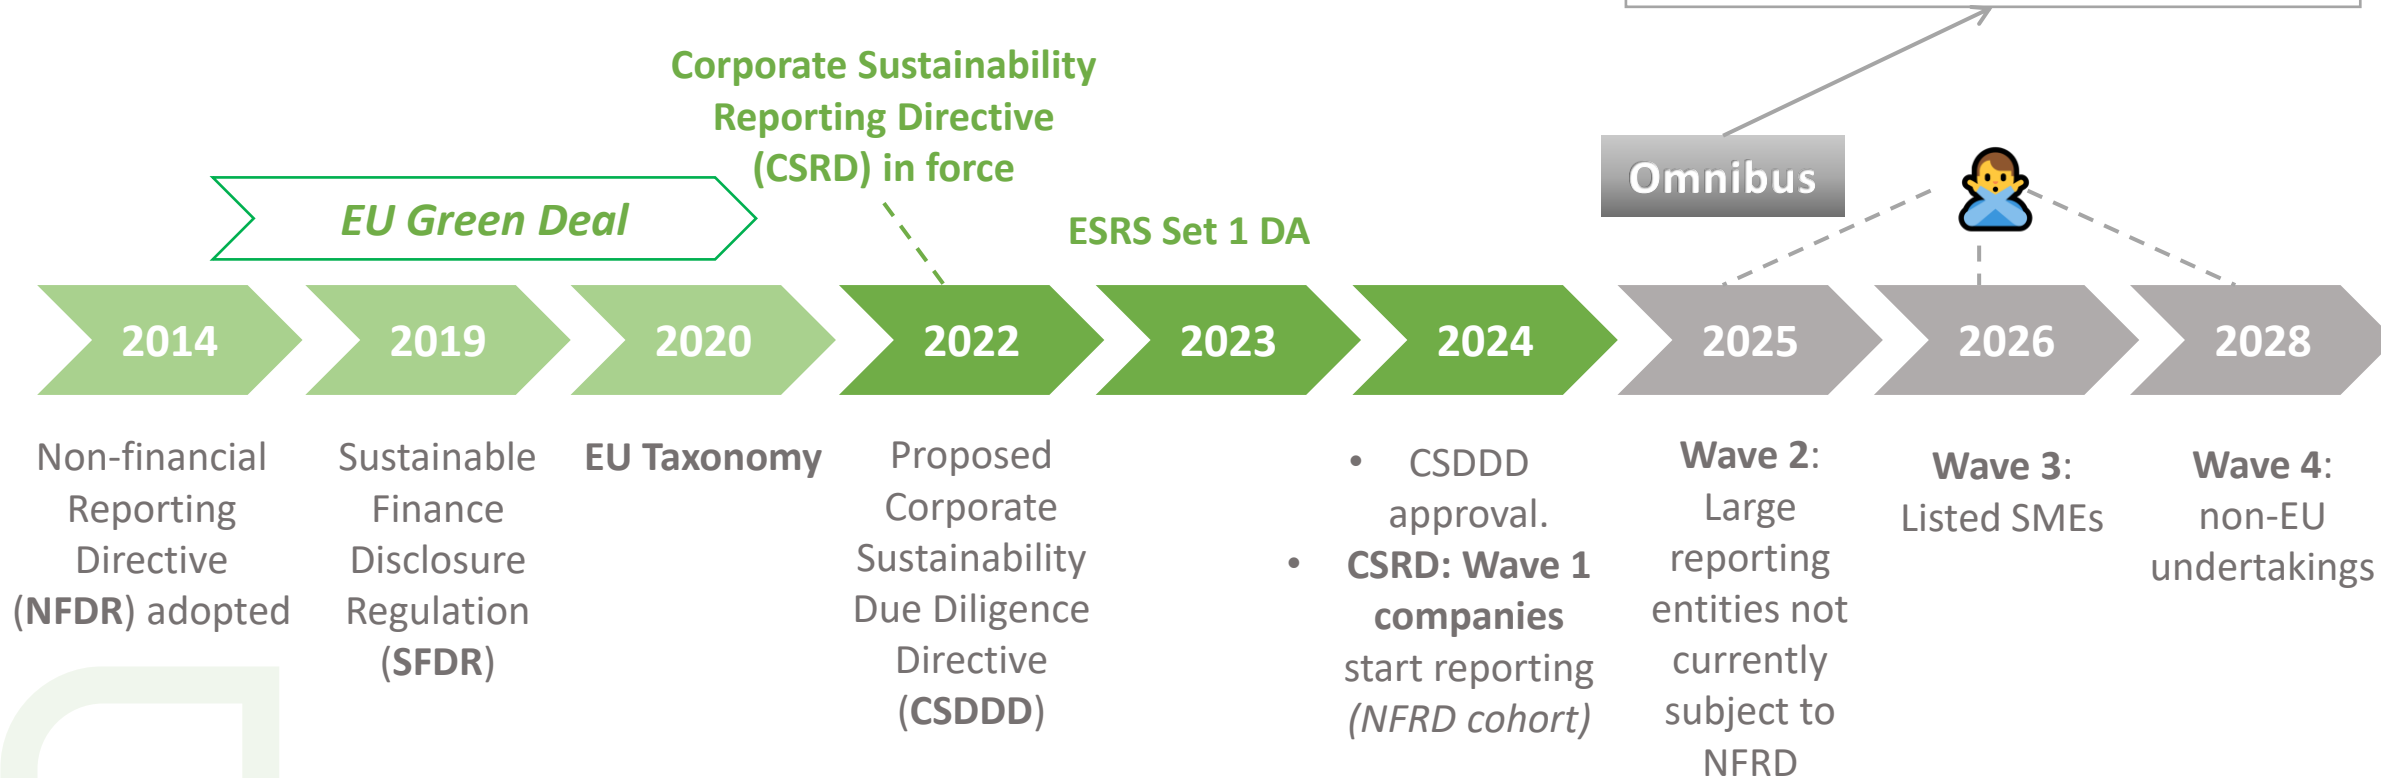 Corporate Sustainability
Reporting Directive
(CSRD) in force
EU Green Deal
ESRS Set 1 DA
Omnibus
2014
2019
2020
2022
2023
2024
2025
2026
2028
Non-financial
Reporting
Directive
(NFDR) adopted
Sustainable
Finance
Disclosure
Regulation
(SFDR)
EU Taxonomy
Proposed
Corporate
Sustainability
Due Diligence
Directive
(CSDDD)
• CSDDD
approval.
• CSRD: Wave 1
companies
start reporting
(NFRD cohort)
Wave 2:
Large
reporting
entities not
currently
subject to
NFRD
Wave 3:
Listed SMEs
Wave 4:
non-EU
undertakings